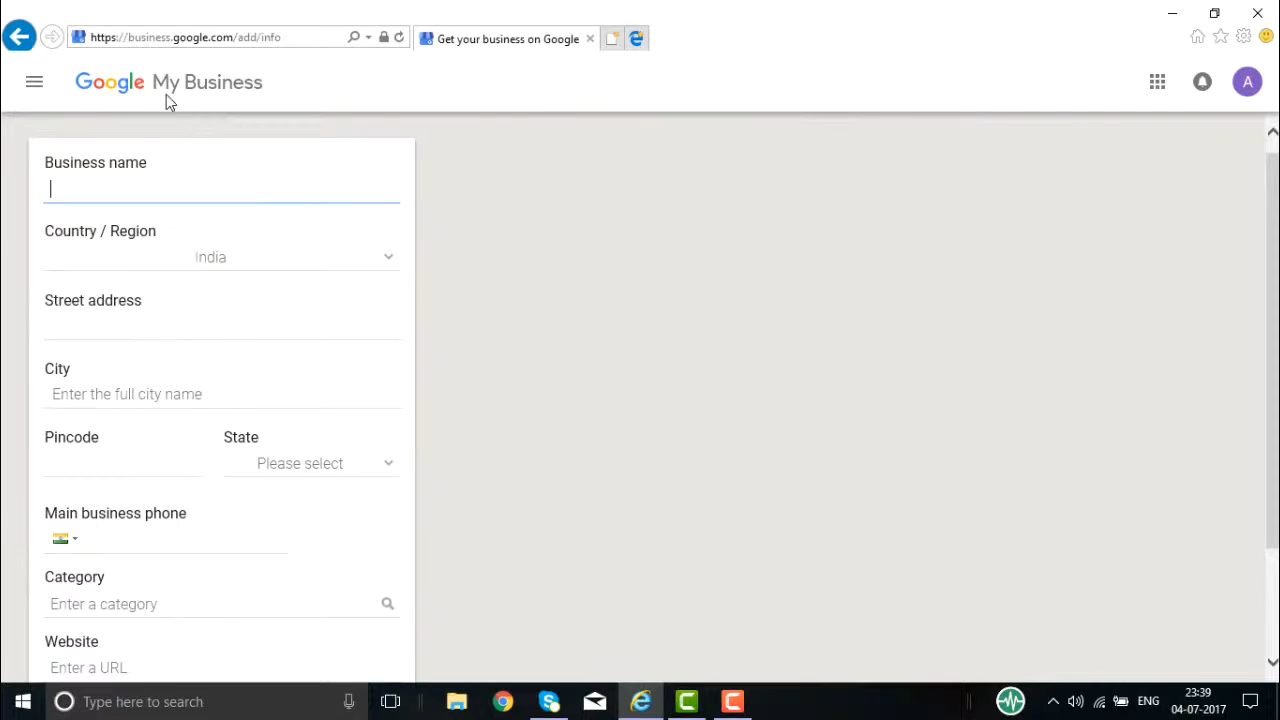 https://business.google.com/add/info
Get your business on Google
Google My Business
A
Business name
Country / Region
India
Street address
City
Enter the full city name
Pincode
State
Please select
Main business phone
Category
Enter a category
Website
Enter a URL
Type here to search
ENG
23:39
04-07-2017